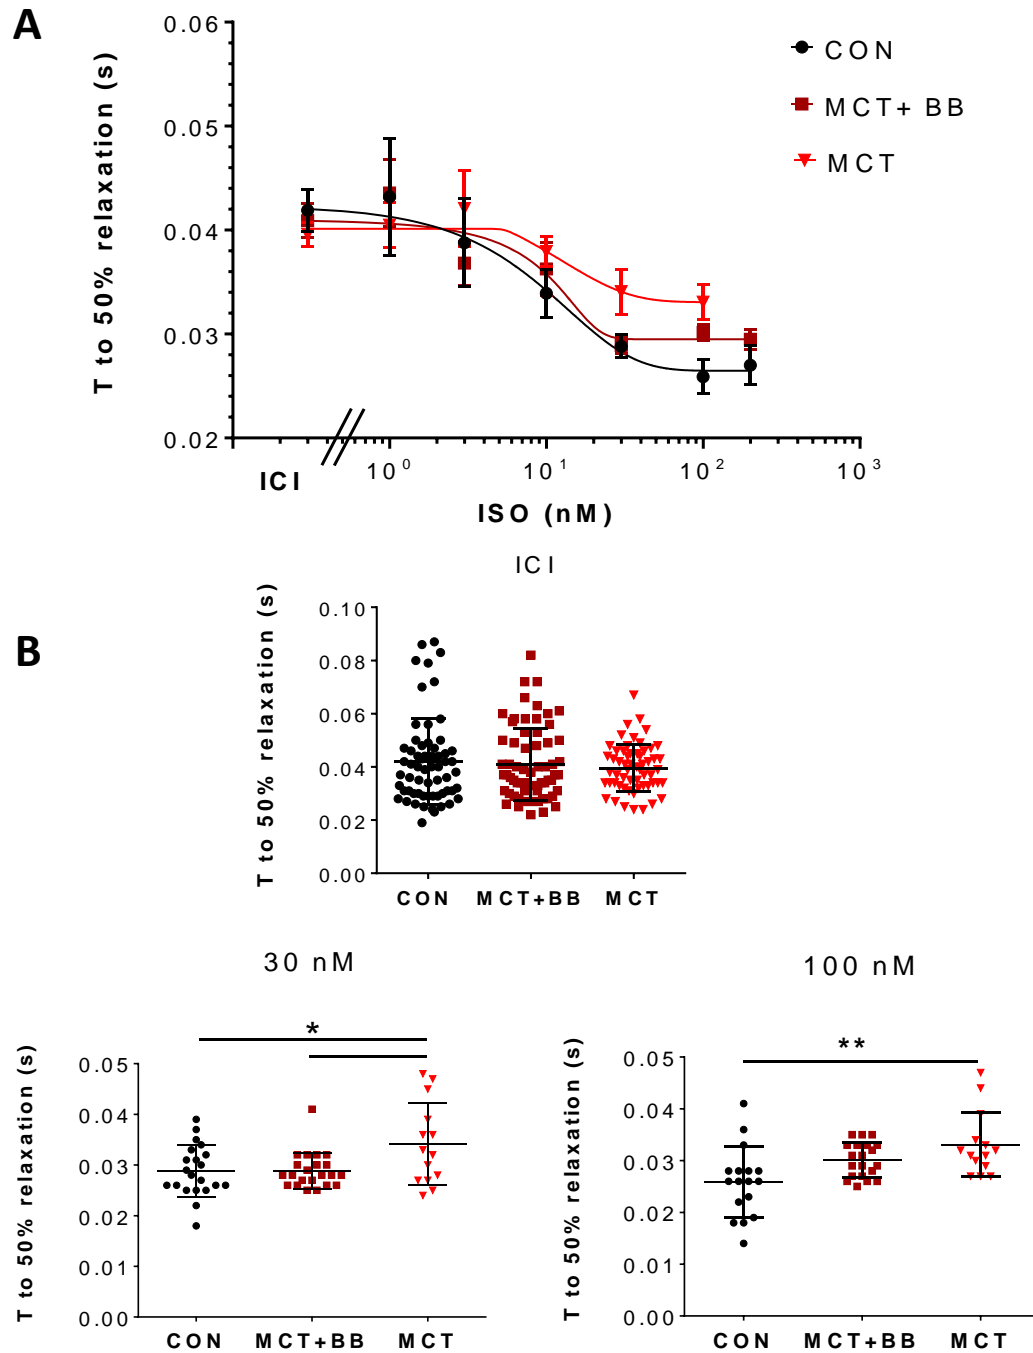 A
T to 50% relaxation (s)
0.06
0.05
0.04
0.03
0.02
CON
MCT+ BB
MCT
ICI
10⁰
10¹
10²
10³
ISO (nM)
B
ICI
T to 50% relaxation (s)
0.10
0.08
0.06
0.04
0.02
0.00
CON MCT+BB MCT
30 nM
*
T to 50% relaxation (s)
0.05
0.04
0.03
0.02
0.01
0.00
CON MCT+BB MCT
100 nM
**
T to 50% relaxation (s)
0.05
0.04
0.03
0.02
0.01
0.00
CON MCT+BB MCT